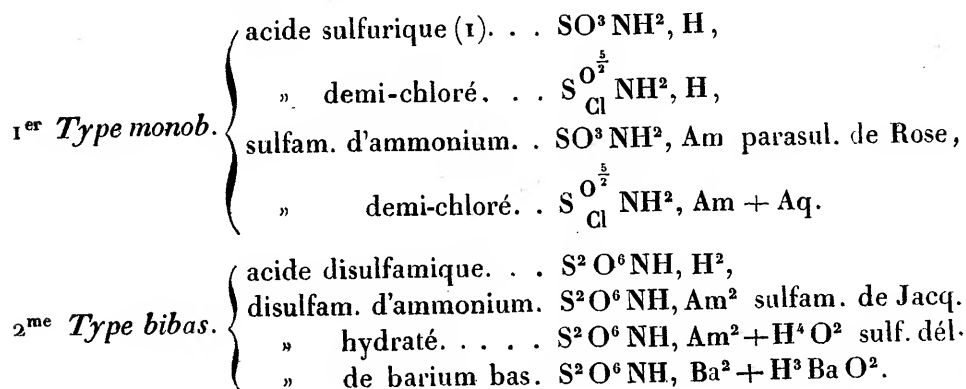 acide sulfurique (1). . . SO³ NH², H,
„ demi-chloré. . . S O^{5/2} Cl NH², H,
1er Type monob.
sulfam. d'ammonium. . SO³ NH², Am parasul. de Rose,
„ demi-chloré. . S O^{5/2} Cl NH², Am + Aq.
acide disulfamique. . . S² O⁶ NH, H²,
disulfam. d'ammonium. S² O⁶ NH, Am² sulfam. de Jacq.
2me Type bibas.
„ hydraté. . . . . S² O⁶ NH, Am² + H⁴ O² sulf. dél.
„ de barium bas. S² O⁶ NH, Ba² + H³ Ba O².